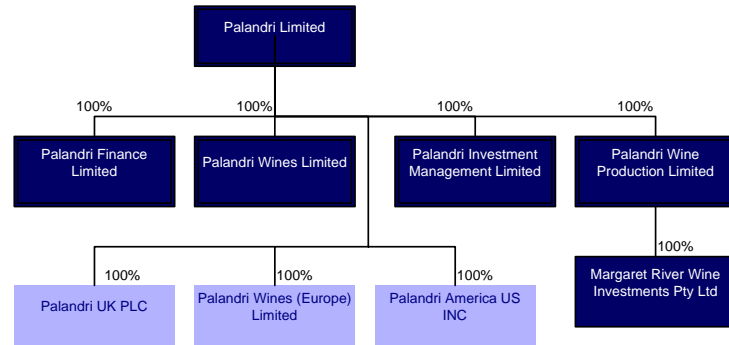 Palandri Limited
100%
100%
100%
100%
Palandri Finance
Limited
Palandri Wines Limited
Palandri Investment
Management Limited
Palandri Wine
Production Limited
100%
100%
100%
100%
Palandri UK PLC
Palandri Wines (Europe)
Limited
Palandri America US
INC
Margaret River Wine
Investments Pty Ltd